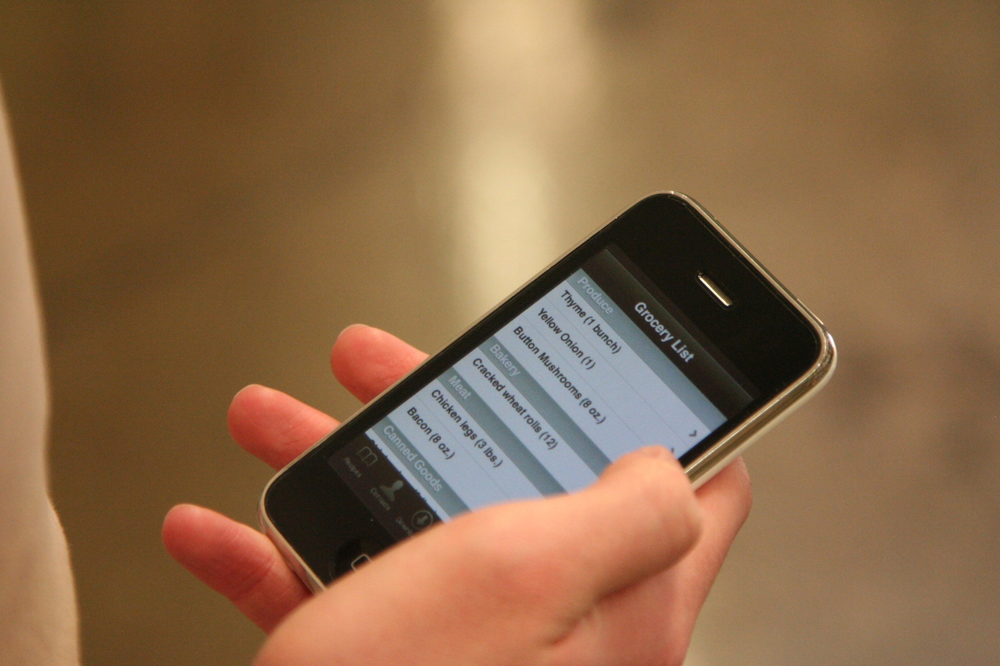 Grocery List
Produce
Thyme (1 bunch)
Yellow Onion (1)
Button Mushrooms (8 oz.)
Bakery
Cracked wheat rolls (12)
Meat
Chicken legs (3 lbs.)
Bacon (8 oz.)
Canned Goods
Recipes
Contacts